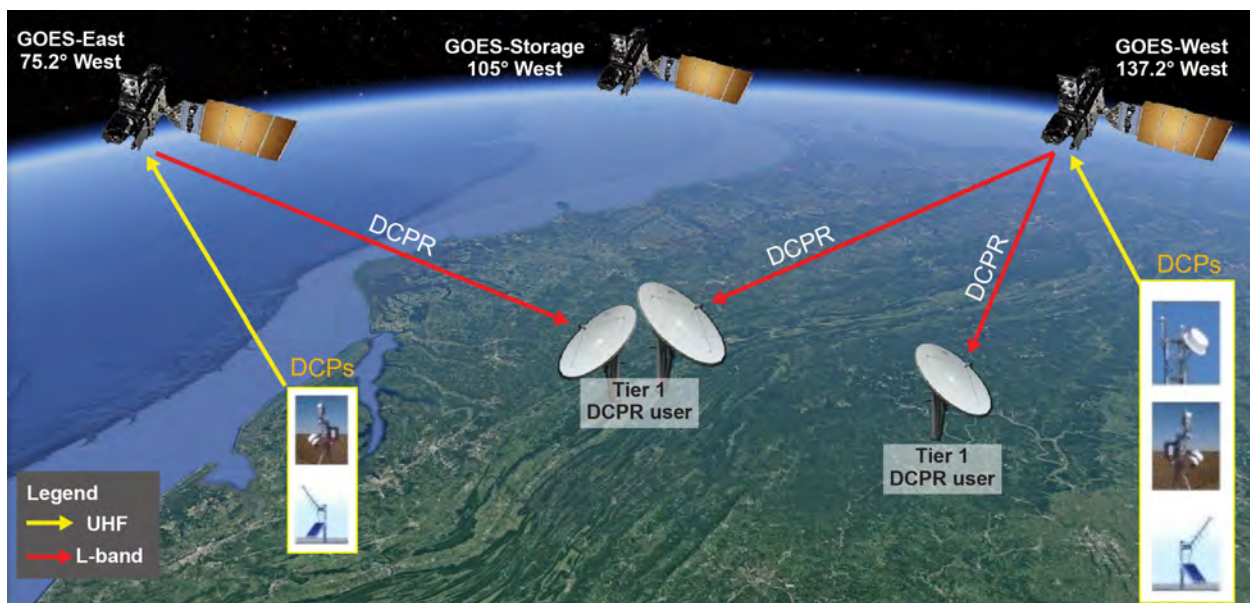 GOES-East
75.2° West
GOES-Storage
105° West
GOES-West
137.2° West
DCPR
DCPR
DCPR
DCPs
DCPs
Tier 1
DCPR user
Tier 1
DCPR user
Legend
UHF
L-band